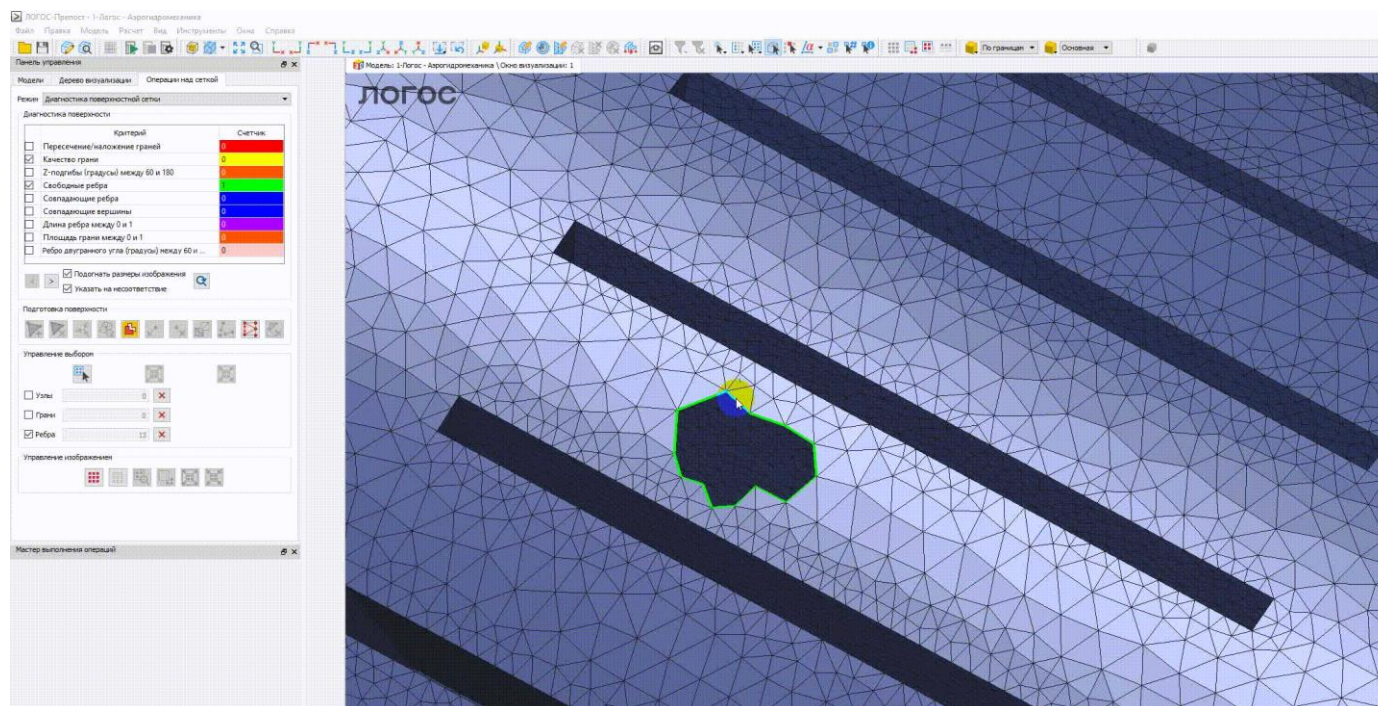 ЛОГОС-Препост - 1-Логос - Аэрогидромеханика
Файл Правка Модель Расчет Вид Инструменты Окна Справка
По границам Основная
Панель управления
Модель: 1-Логос - Аэрогидромеханика \ Окно визуализации: 1
Модели Дерево визуализации Операции над сеткой
ЛОГОС
Режим Диагностика поверхностной сетки
Диагностика поверхности
Критерий Счетчик
Пересечение/наложение граней 0
Качество грани 0
Z-подгибы (градусы) между 60 и 180 0
Свободные ребра 1
Совпадающие ребра 0
Совпадающие вершины 0
Длина ребра между 0 и 1 0
Площадь грани между 0 и 1 0
Ребро двугранного угла (градусы) между 60 и ... 0
Подогнать размеры изображения
Указать на несоответствие
Подготовка поверхности
Управление выбором
Узлы 0
Грани 0
Ребра 13
Управление изображением
Мастер выполнения операций